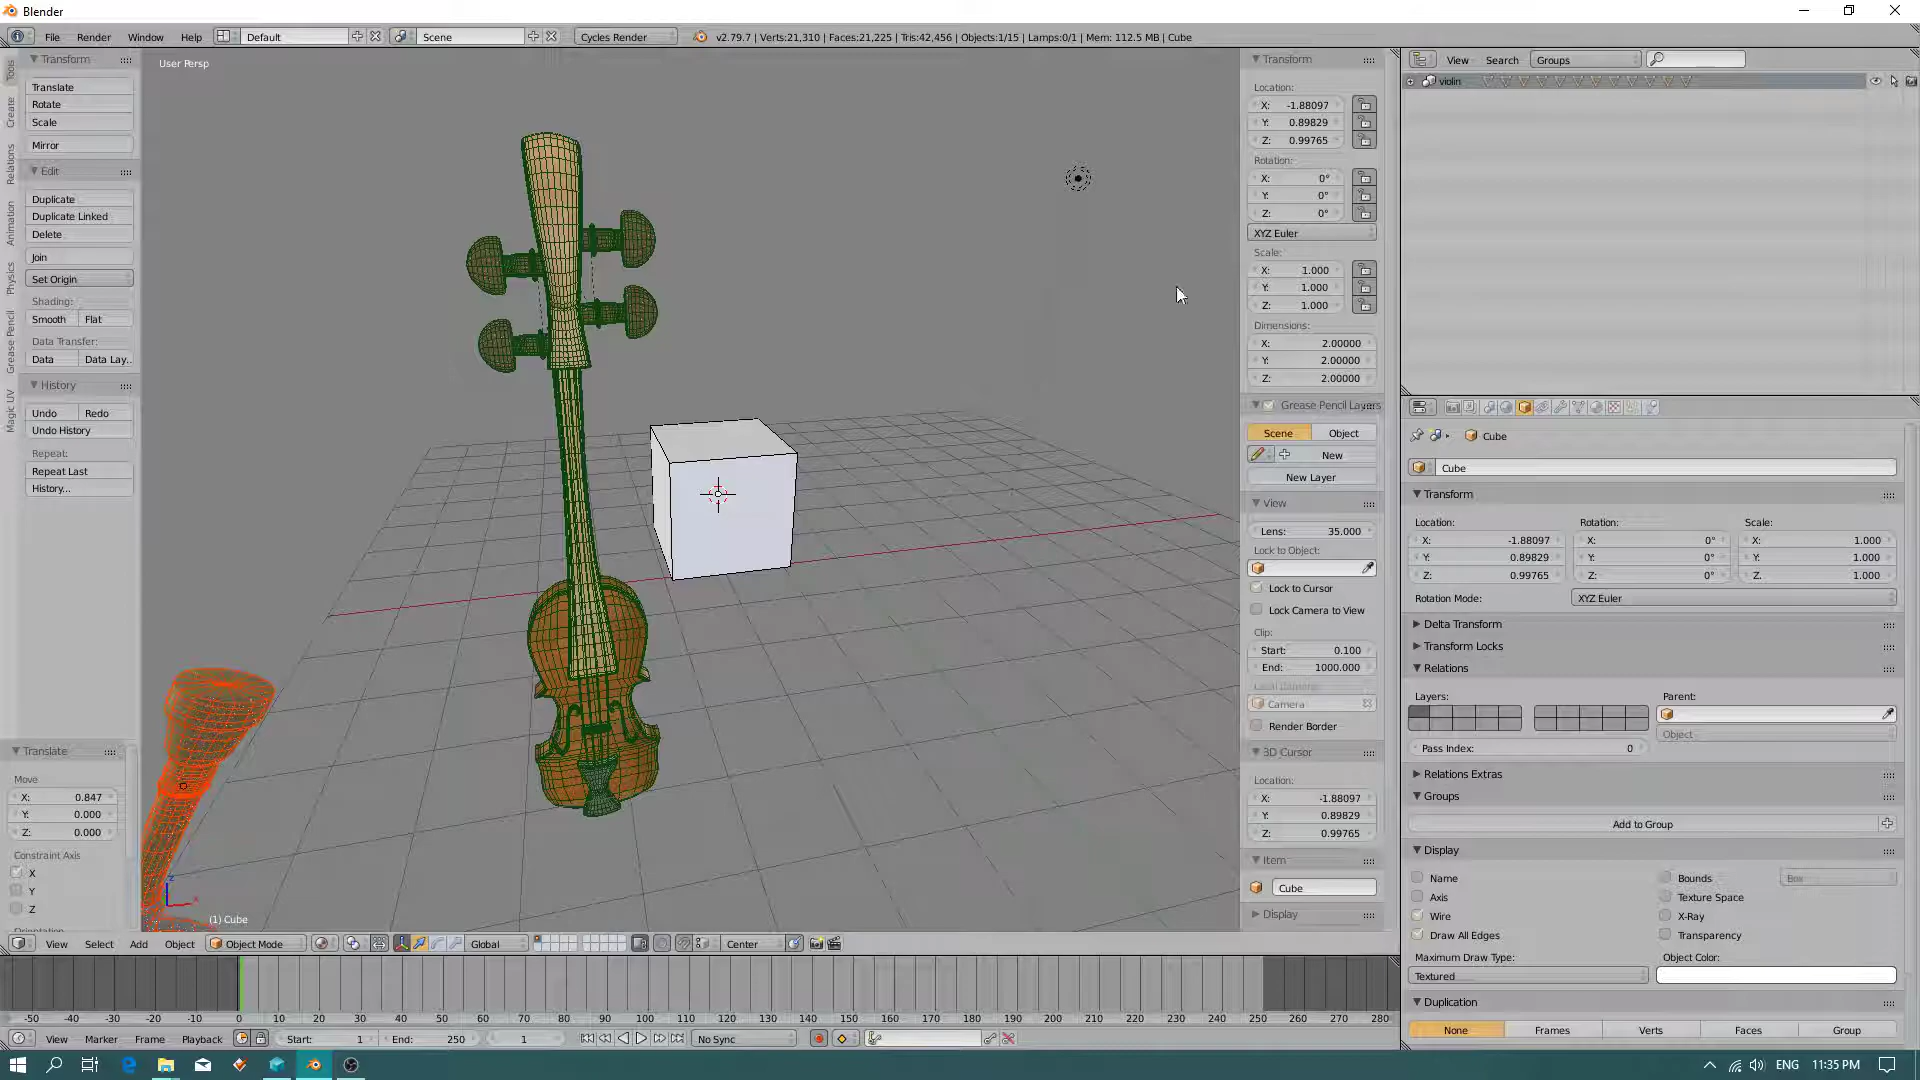 Blender
File Render Window Help Default Scene Cycles Render v2.79.7 | Verts:21,310 | Faces:21,225 | Tris:42,456 | Objects:1/15 | Lamps:0/1 | Mem: 112.5 MB | Cube
Tools
Create
Relations
Animation
Physics
Grease Pencil
Magic UV
Transform
Translate
Rotate
Scale
Mirror
Edit
Duplicate
Duplicate Linked
Delete
Join
Set Origin
Shading:
Smooth Flat
Data Transfer:
Data Data Lay..
History
Undo Redo
Undo History
Repeat:
Repeat Last
History...
Translate
Move
X: 0.847
Y: 0.000
Z: 0.000
Constraint Axis
X
Y
Z
User Persp
(1) Cube
Transform
Location:
X: -1.88097
Y: 0.89829
Z: 0.99765
Rotation:
X: 0°
Y: 0°
Z: 0°
XYZ Euler
Scale:
X: 1.000
Y: 1.000
Z: 1.000
Dimensions:
X: 2.00000
Y: 2.00000
Z: 2.00000
Grease Pencil Layers
Scene Object
New
New Layer
View
Lens: 35.000
Lock to Object:
Lock to Cursor
Lock Camera to View
Clip:
Start: 0.100
End: 1000.000
Local Camera:
Camera
Render Border
3D Cursor
Location:
X: -1.88097
Y: 0.89829
Z: 0.99765
Item
Cube
Display
View Search Groups
violin
Cube
Cube
Transform
Location: Rotation: Scale:
X: -1.88097 X: 0° X: 1.000
Y: 0.89829 Y: 0° Y: 1.000
Z: 0.99765 Z: 0° Z: 1.000
Rotation Mode: XYZ Euler
Delta Transform
Transform Locks
Relations
Layers: Parent:
Object
Pass Index: 0
Relations Extras
Groups
Add to Group
Display
Name Bounds Box
Axis Texture Space
Wire X-Ray
Draw All Edges Transparency
Maximum Draw Type: Object Color:
Textured
Duplication
None Frames Verts Faces Group
View Select Add Object Object Mode Global Center
-50 -40 -30 -20 -10 0 10 20 30 40 50 60 70 80 90 100 110 120 130 140 150 160 170 180 190 200 210 220 230 240 250 260 270 280
View Marker Frame Playback Start: 1 End: 250 1 No Sync
ENG 11:35 PM